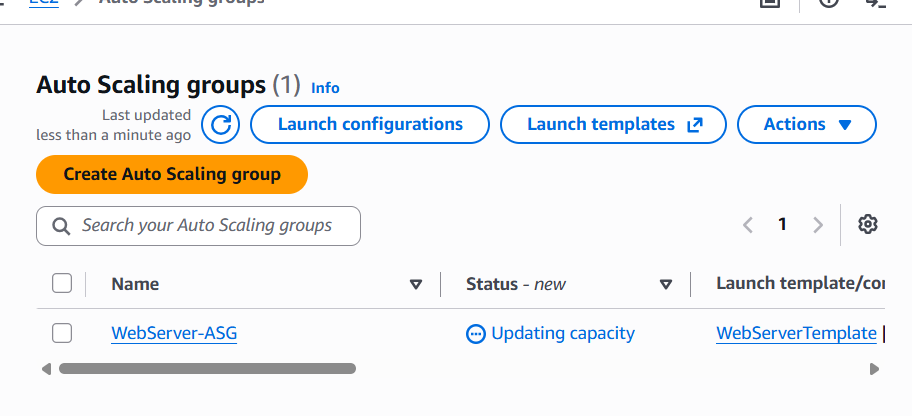 EC2 > Auto Scaling groups
Auto Scaling groups (1) Info
Last updated
less than a minute ago
Launch configurations
Launch templates
Actions
Create Auto Scaling group
Search your Auto Scaling groups
1
Name
Status - new
Launch template/con
WebServer-ASG
Updating capacity
WebServerTemplate |